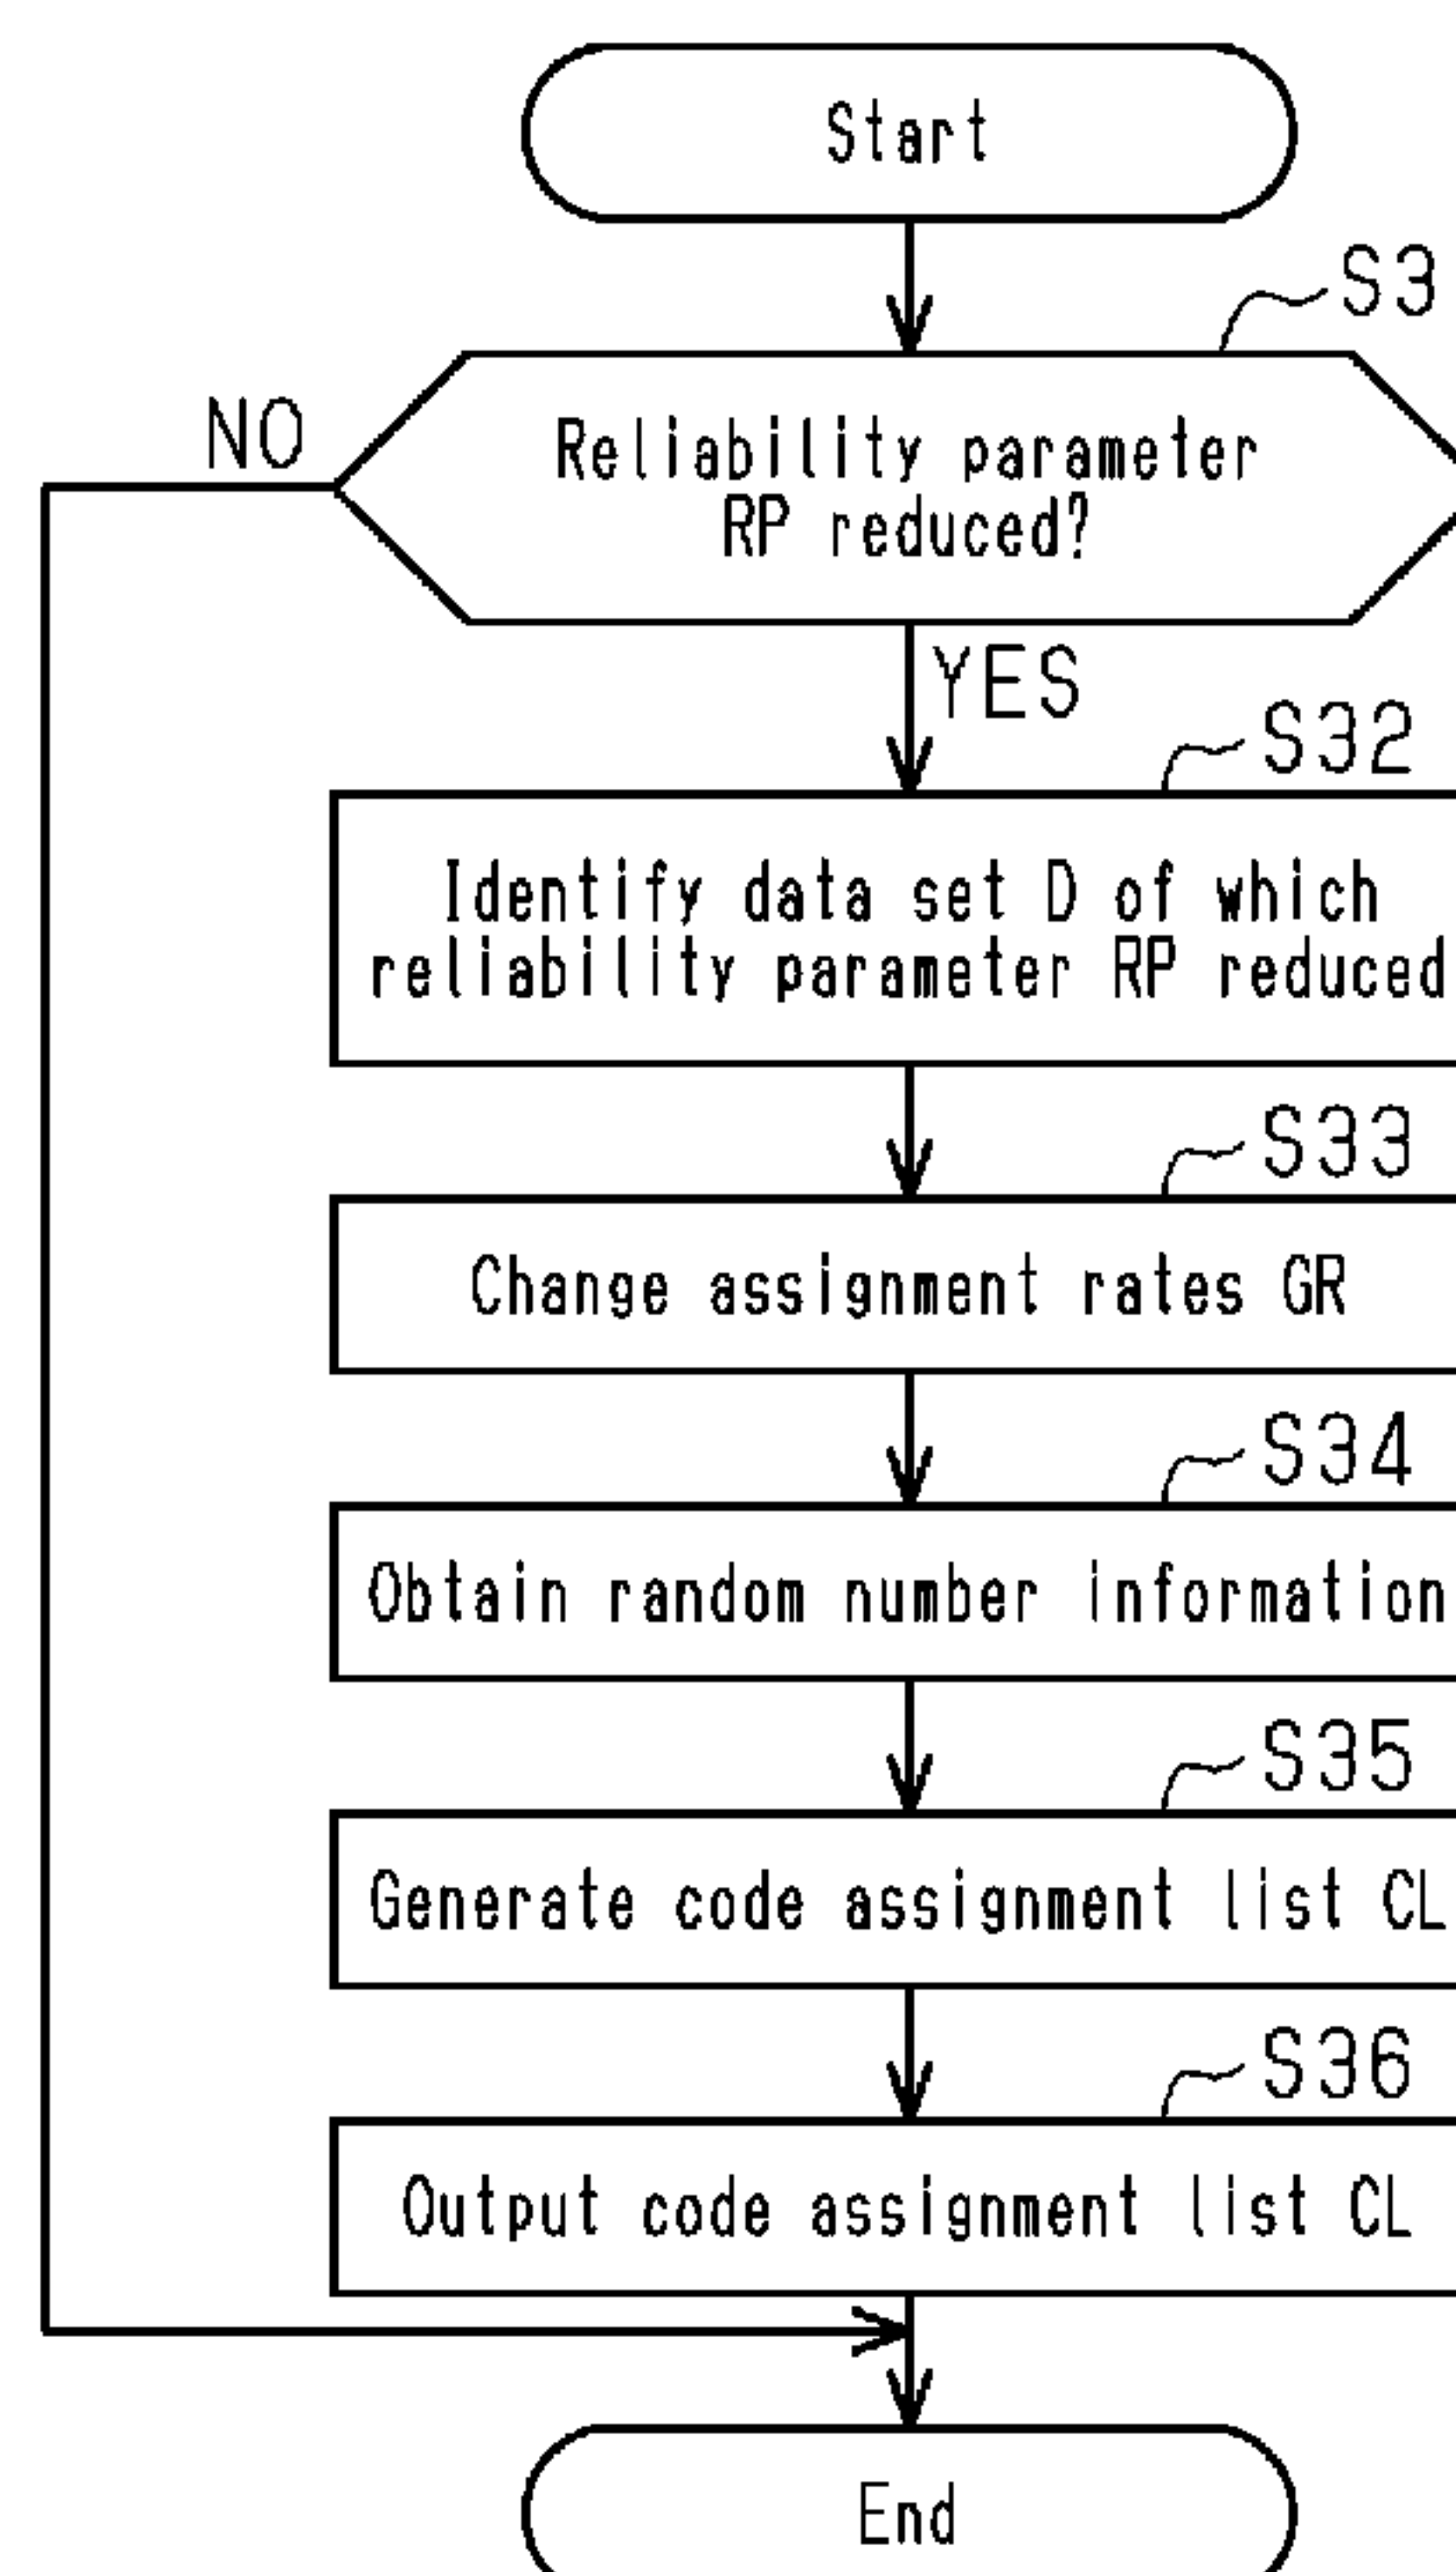 Start
S3
NO
Reliability parameter
RP reduced?
YES
S32
Identify data set D of which
reliability parameter RP reduced
S33
Change assignment rates GR
S34
Obtain random number information
S35
Generate code assignment list CL
S36
Output code assignment list CL
End